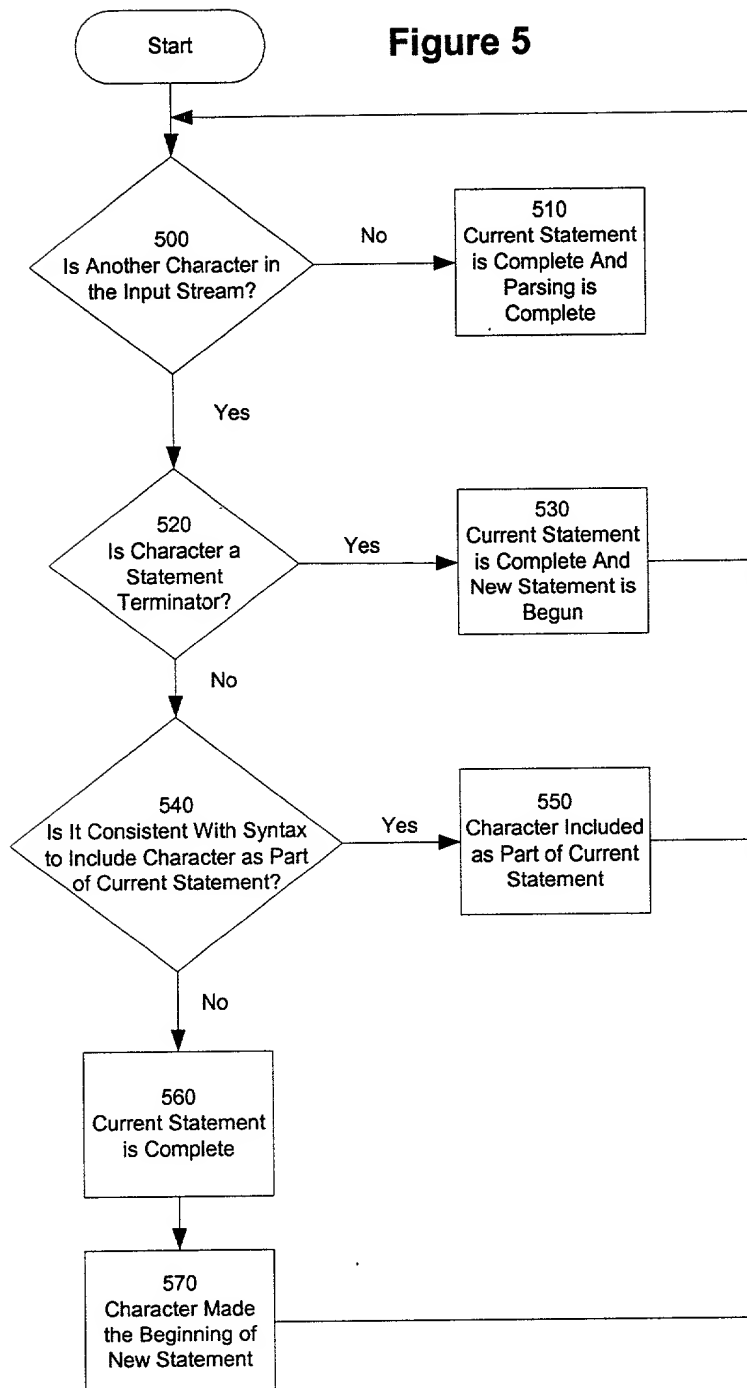 Start
Figure 5
500
Is Another Character in
the Input Stream?
No
510
Current Statement
is Complete And
Parsing is
Complete
Yes
520
Is Character a
Statement
Terminator?
Yes
530
Current Statement
is Complete And
New Statement is
Begun
No
540
Is It Consistent With Syntax
to Include Character as Part
of Current Statement?
Yes
550
Character Included
as Part of Current
Statement
No
560
Current Statement
is Complete
570
Character Made
the Beginning of
New Statement